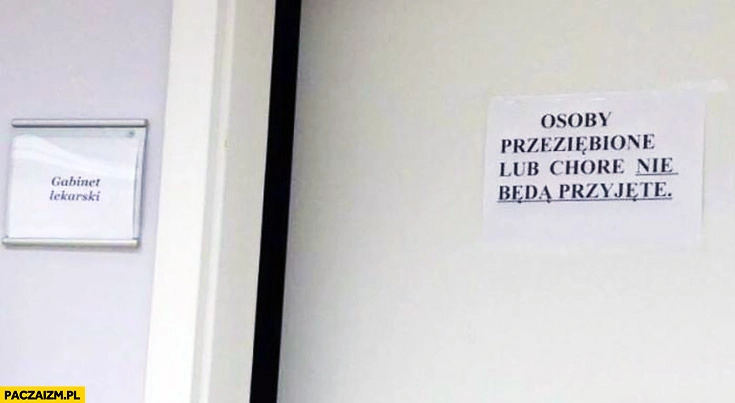 Gabinet
lekarski
OSOBY
PRZEZIĘBIONE
LUB CHORE NIE
BĘDĄ PRZYJĘTE.
PACZAIZM.PL